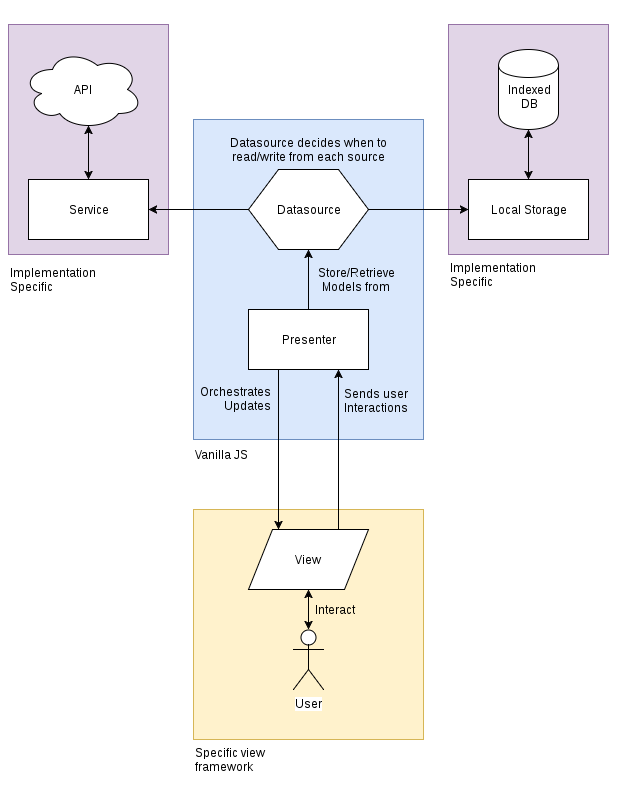 API
Indexed
DB
Datasource decides when to
read/write from each source
Service
Datasource
Local Storage
Implementation
Specific
Store/Retrieve
Models from
Implementation
Specific
Presenter
Orchestrates
Updates
Sends user
Interactions
Vanilla JS
View
Interact
User
Specific view
framework